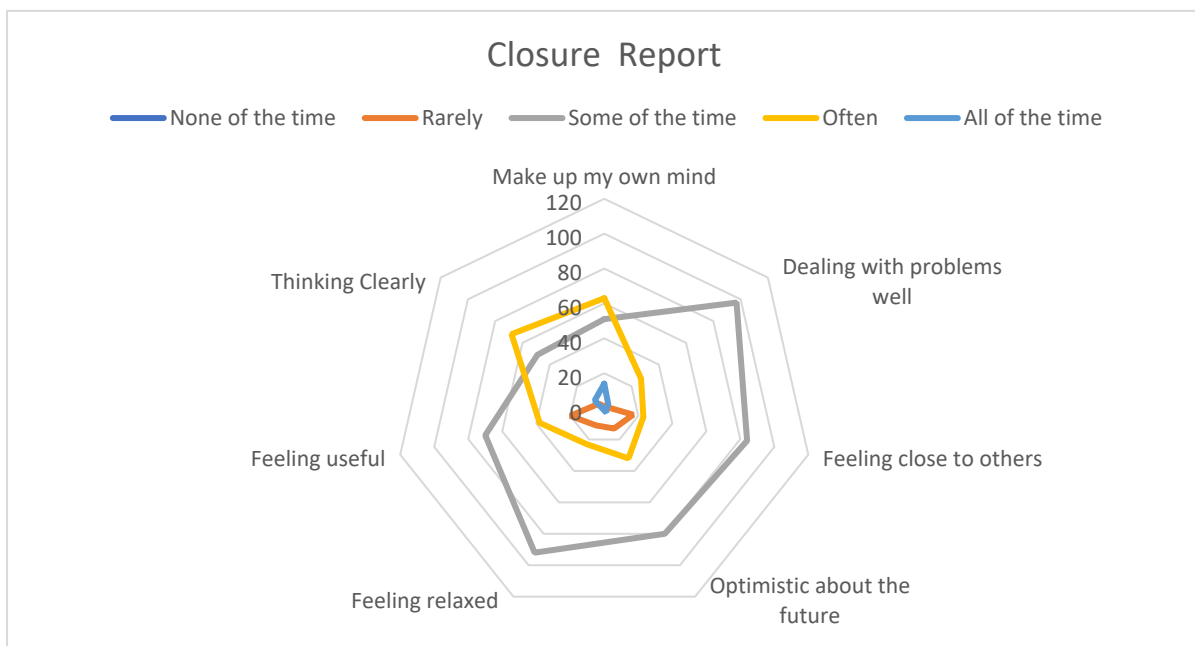 Closure Report
None of the time Rarely Some of the time Often All of the time
Make up my own mind
120
100
80
60
40
20
0
Dealing with problems
well
Feeling close to others
Optimistic about the
future
Feeling relaxed
Feeling useful
Thinking Clearly